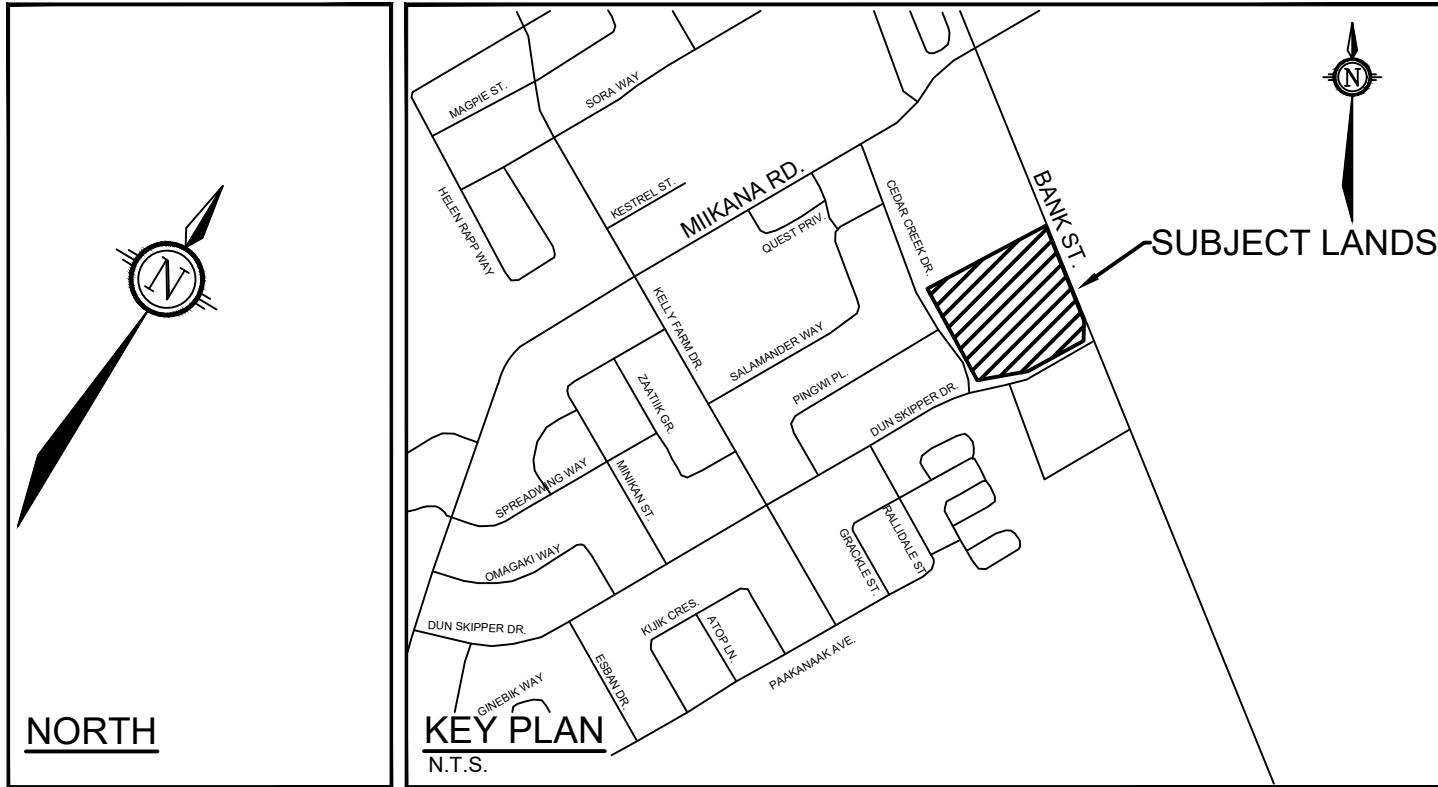 N
NORTH
MAGPIE ST.
SORA WAY
N
HELEN RAPP WAY
KESTREL ST.
MIIKANA RD.
QUEST PRIV.
CEDAR CREEK DR.
BANK ST.
SUBJECT LANDS
KELLY FARM DR.
SALAMANDER WAY
ZAATIIK GR.
PINGWI PL.
DUN SKIPPER DR.
SPREADWING WAY
MINIKAN ST.
GRACKLE ST.
RALLIDALE ST
OMAGAKI WAY
DUN SKIPPER DR.
KIJIK CRES.
ATOP LN.
ESBAN DR.
PAAKANAAK AVE.
GINEBIK WAY
KEY PLAN
N.T.S.